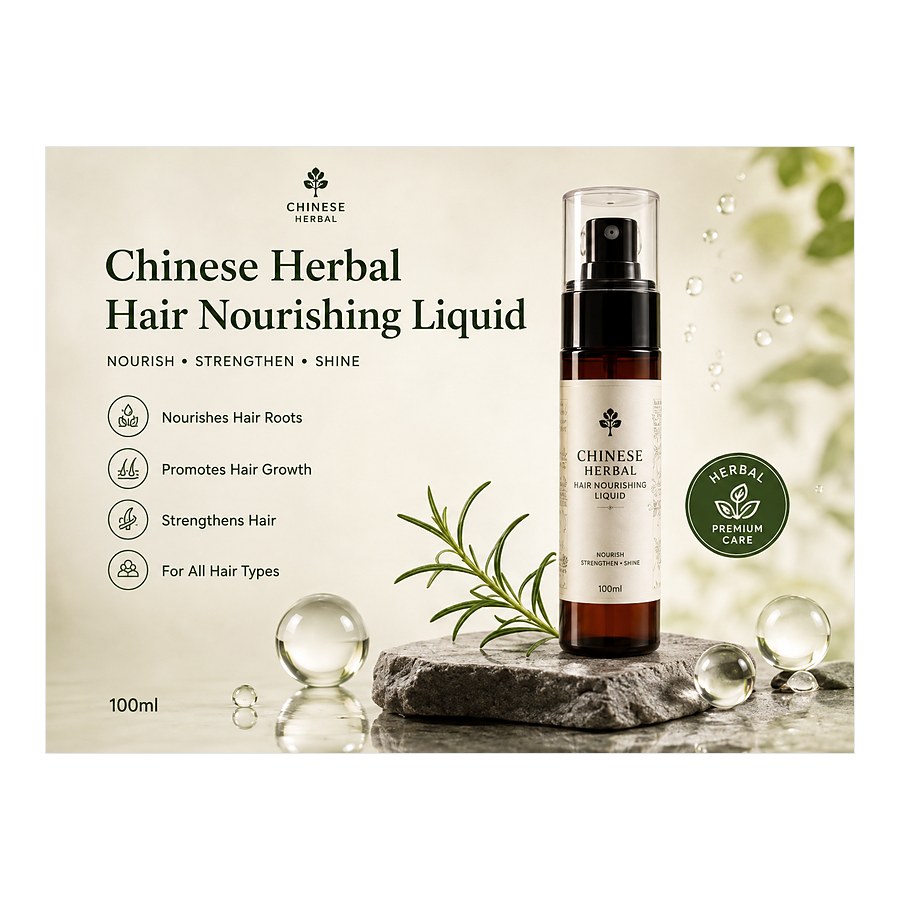 CHINESE
HERBAL
Chinese Herbal
Hair Nourishing Liquid
NOURISH • STRENGTHEN • SHINE
Nourishes Hair Roots
Promotes Hair Growth
Strengthens Hair
For All Hair Types
100ml
CHINESE
HERBAL
HAIR NOURISHING
LIQUID
NOURISH
STRENGTHEN • SHINE
100ml
HERBAL
PREMIUM
CARE